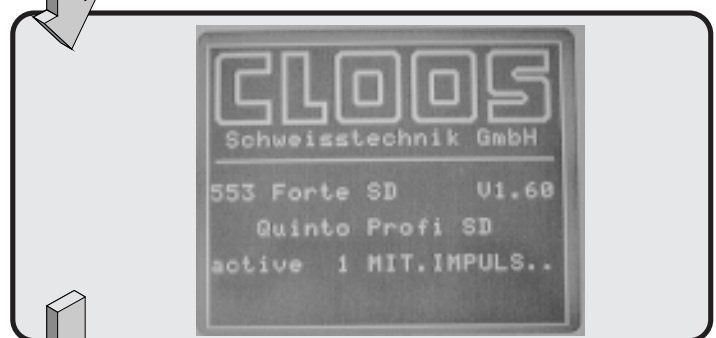 CLOOS
Schweisstechnik GmbH
553 Forte SD V1.60
Quinto Profi SD
active 1 MIT.IMPULS..